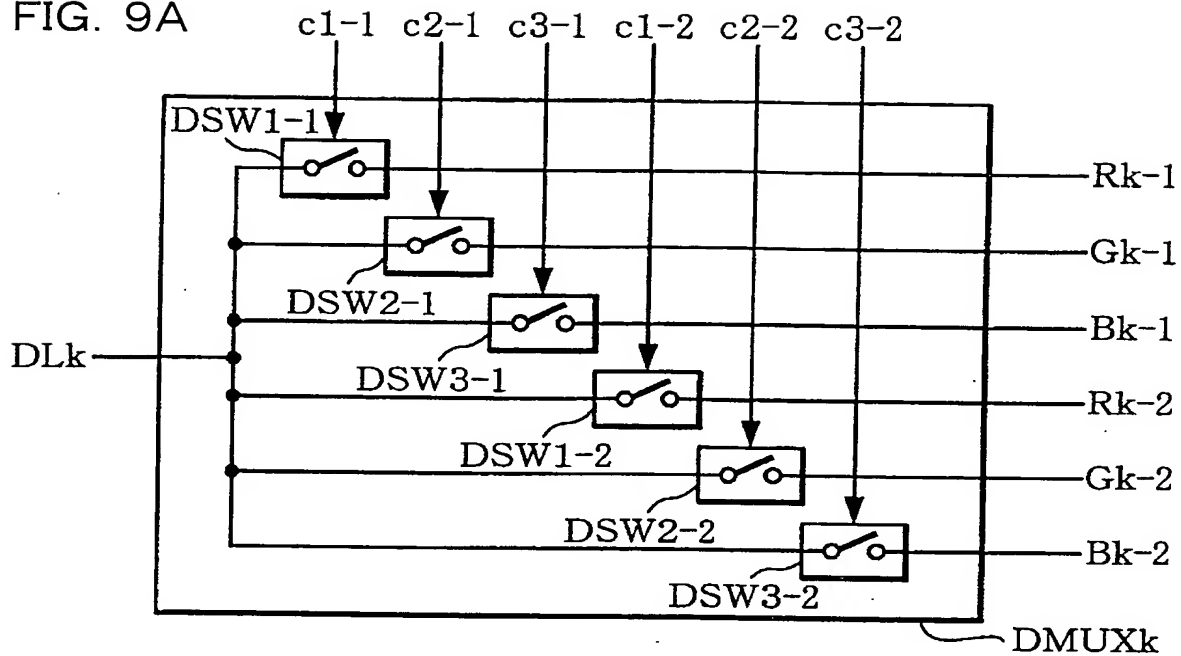 FIG. 9A
c1-1 c2-1 c3-1 c1-2 c2-2 c3-2
DSW1-1
Rk-1
Gk-1
DSW2-1
Bk-1
DLk
DSW3-1
Rk-2
DSW1-2
Gk-2
DSW2-2
Bk-2
DSW3-2
DMUXk